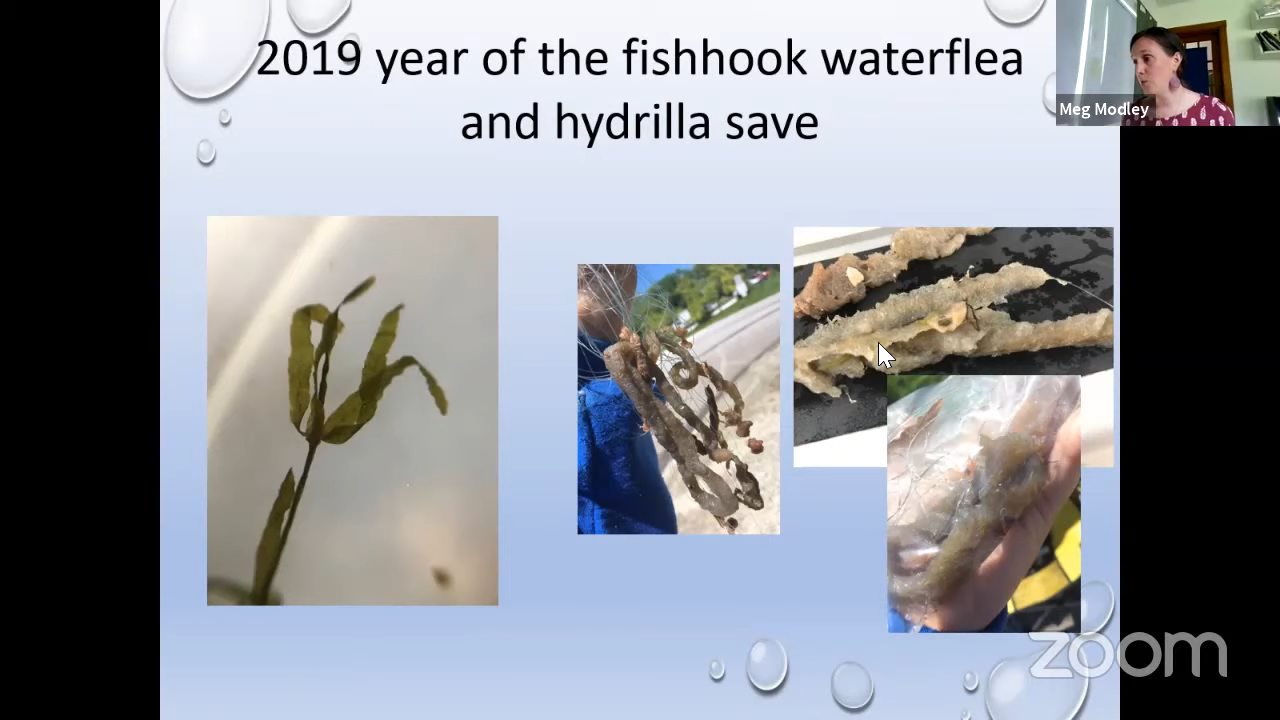 2019 year of the fishhook waterflea
and hydrilla save
Meg Modley
zoom